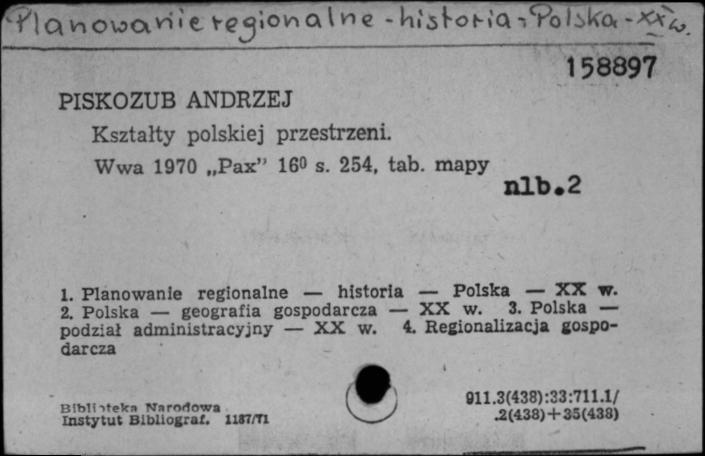 Planowanie regionalne - historia - Polska - XX w.
158897
PISKOZUB ANDRZEJ
Kształty polskiej przestrzeni.
Wwa 1970 „Pax” 16⁰ s. 254, tab. mapy
nlb.2
1. Planowanie regionalne — historia — Polska — XX w.
2. Polska — geografia gospodarcza — XX w. 3. Polska —
podział administracyjny — XX w. 4. Regionalizacja gospo-
darcza
Biblioteka Narodowa
Instytut Bibliograf. 1187/71
911.3(438):33:711.1/
.2(438)+35(438)